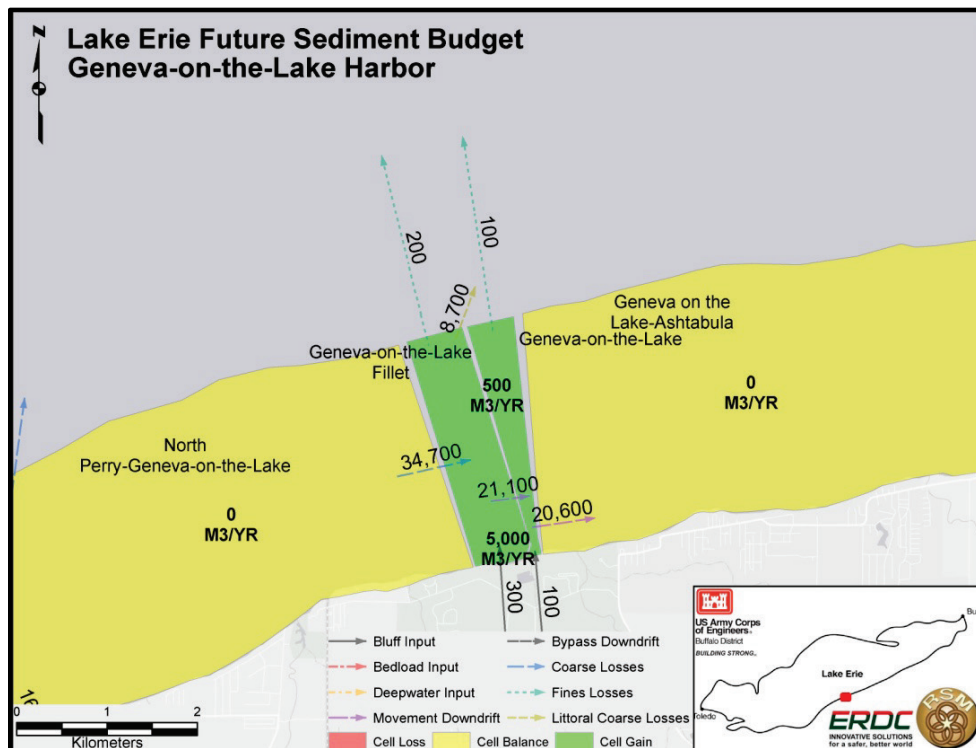 Lake Erie Future Sediment Budget
Geneva-on-the-Lake Harbor
N
200
100
8,700
Geneva on the
Lake-Ashtabula
Geneva-on-the-Lake
Geneva-on-the-Lake
Fillet
500
M3/YR
0
M3/YR
North
Perry-Geneva-on-the-Lake
34,700
0
M3/YR
21,100
20,600
5,000
M3/YR
300
100
Bluff Input
Bypass Downdrift
Bedload Input
Coarse Losses
Deepwater Input
Fines Losses
Movement Downdrift
Littoral Coarse Losses
Cell Loss
Cell Balance
Cell Gain
0 1 2
Kilometers
US Army Corps
of Engineers
Buffalo District
BUILDING STRONG
Lake Erie
Bu
Toledo
ERDC
INNOVATIVE SOLUTIONS
for a safer, better world
RSM